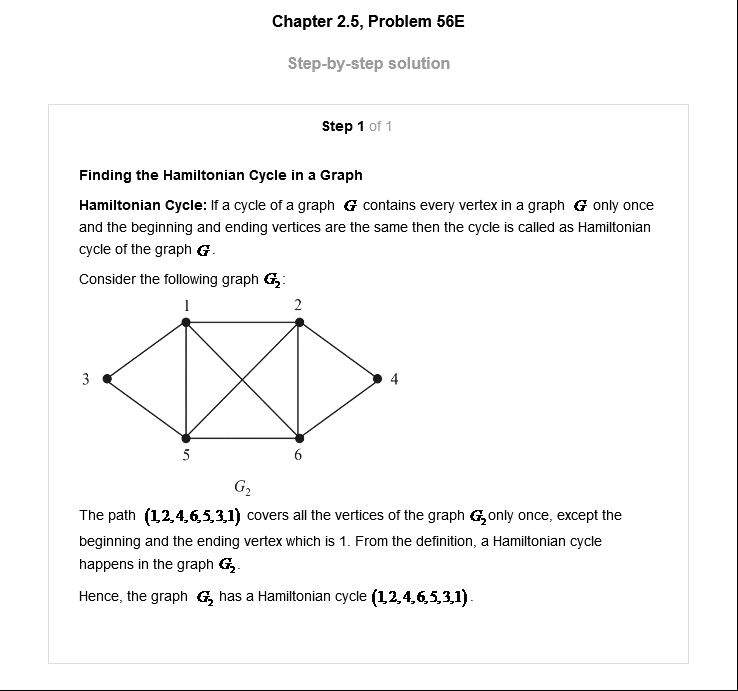 Chapter 2.5, Problem 56E
Step-by-step solution
Step 1 of 1
Finding the Hamiltonian Cycle in a Graph
Hamiltonian Cycle: If a cycle of a graph G contains every vertex in a graph G only once
and the beginning and ending vertices are the same then the cycle is called as Hamiltonian
cycle of the graph G.
Consider the following graph G₂:
1 2
3 4
5 6
G₂
The path (1,2,4,6,5,3,1) covers all the vertices of the graph G₂ only once, except the
beginning and the ending vertex which is 1. From the definition, a Hamiltonian cycle
happens in the graph G₂.
Hence, the graph G₂ has a Hamiltonian cycle (1,2,4,6,5,3,1).